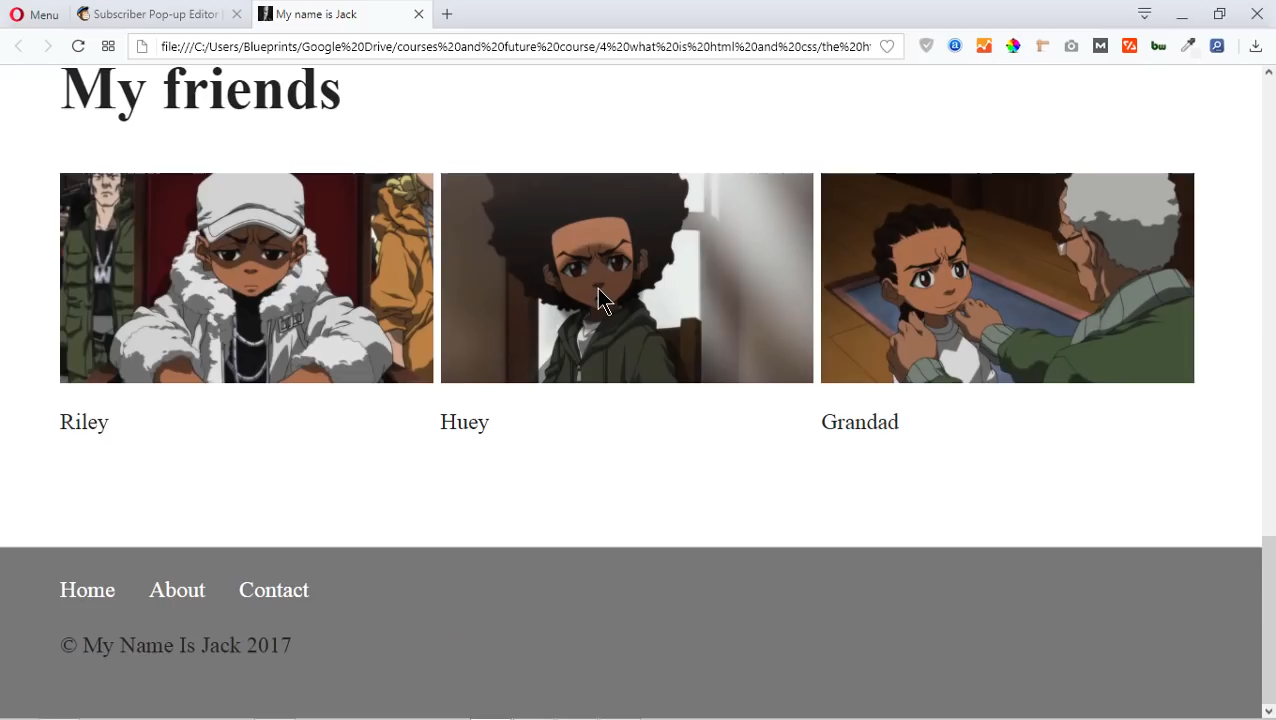 Menu
Subscriber Pop-up Editor
My name is Jack
file:///C:/Users/Blueprints/Google%20Drive/courses%20and%20future%20course/4%20what%20is%20html%20and%20css/the%20h
My friends
Riley
Huey
Grandad
Home About Contact
© My Name Is Jack 2017